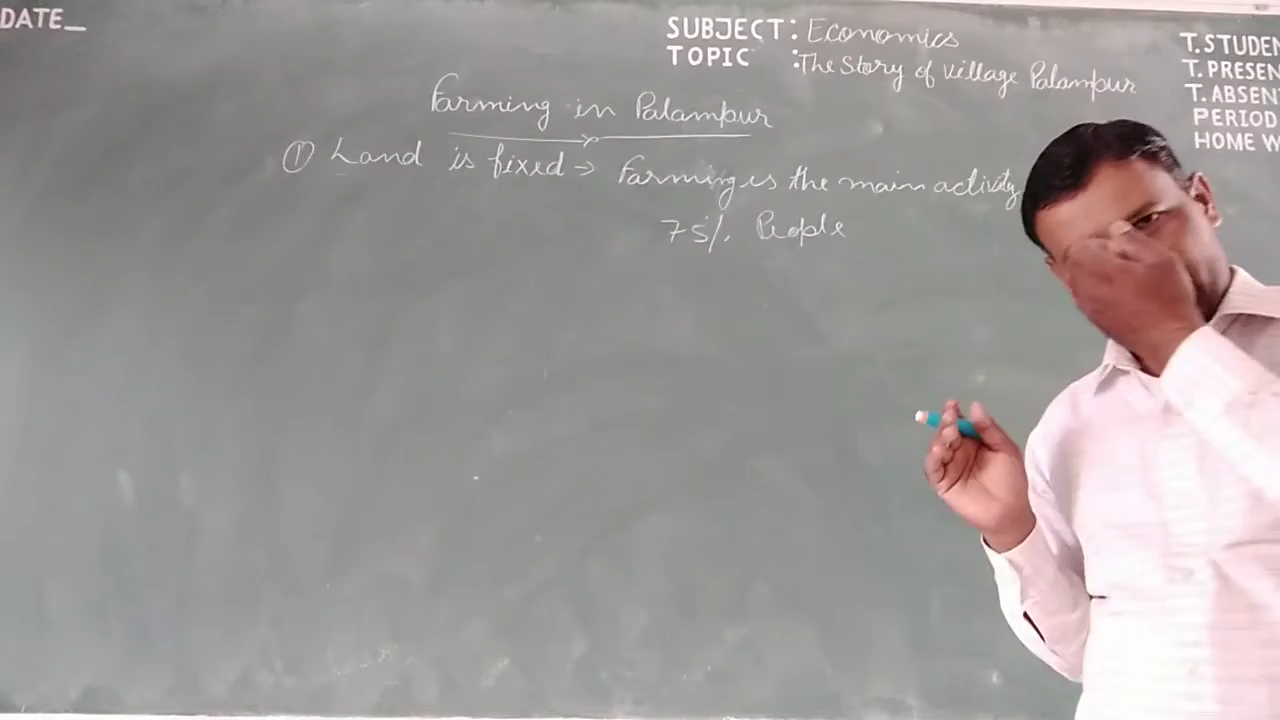 DATE_
SUBJECT: Economics
TOPIC : The Story of village Palampur
T.STUDEN
T. PRESEN
T. ABSENT
PERIOD
HOME W
Farming in Palampur
① Land is fixed → Farming is the main activity
75% People